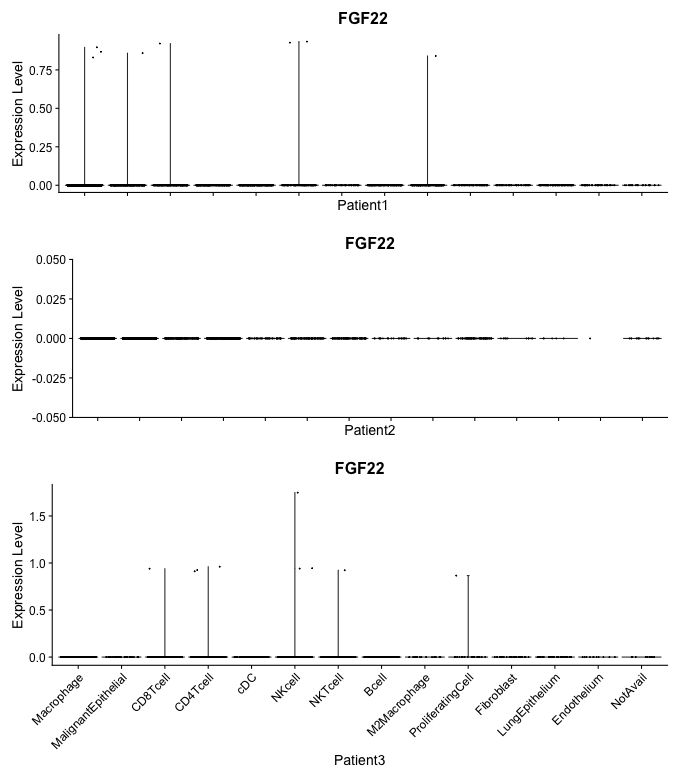 FGF22
Expression Level
0.75
0.50
0.25
0.00
Patient1
FGF22
Expression Level
0.050
0.025
0.000
-0.025
-0.050
Patient2
FGF22
Expression Level
1.5
1.0
0.5
0.0
Macrophage
MalignantEpithelial
CD8Tcell
CD4Tcell
cDC
NKcell
NKTcell
Bcell
M2Macrophage
ProliferatingCell
Fibroblast
LungEpithelium
Endothelium
NotAvail
Patient3